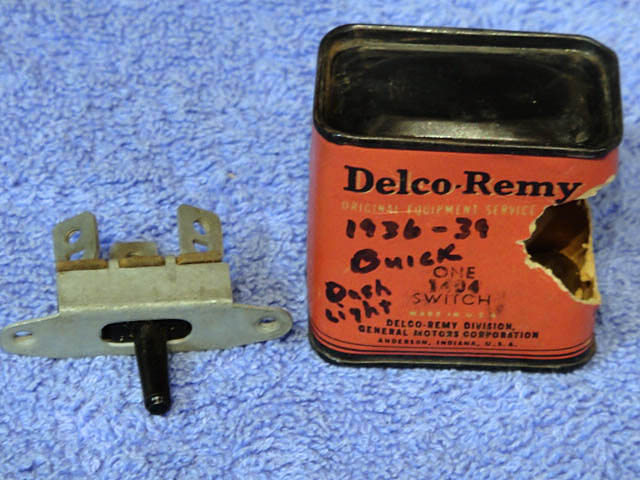 Delco-Remy
ORIGINAL EQUIPMENT SERVICE
1936-39
Buick
ONE
1494
SWITCH
Dash
Light
MADE IN U.S.A.
DELCO-REMY DIVISION,
GENERAL MOTORS CORPORATION
ANDERSON, INDIANA, U.S.A.